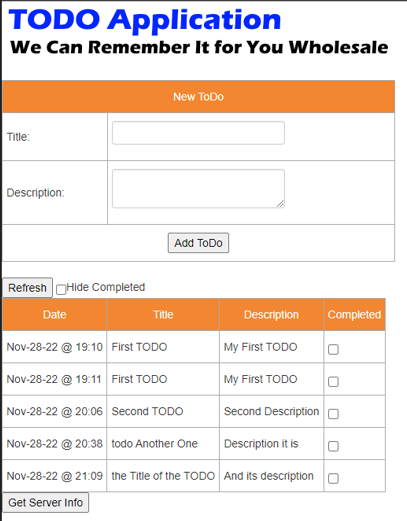 TODO Application
We Can Remember It for You Wholesale
New ToDo
Title:
Description:
Add ToDo
Refresh Hide Completed
Date Title Description Completed
Nov-28-22 @ 19:10 First TODO My First TODO
Nov-28-22 @ 19:11 First TODO My First TODO
Nov-28-22 @ 20:06 Second TODO Second Description
Nov-28-22 @ 20:38 todo Another One Description it is
Nov-28-22 @ 21:09 the Title of the TODO And its description
Get Server Info